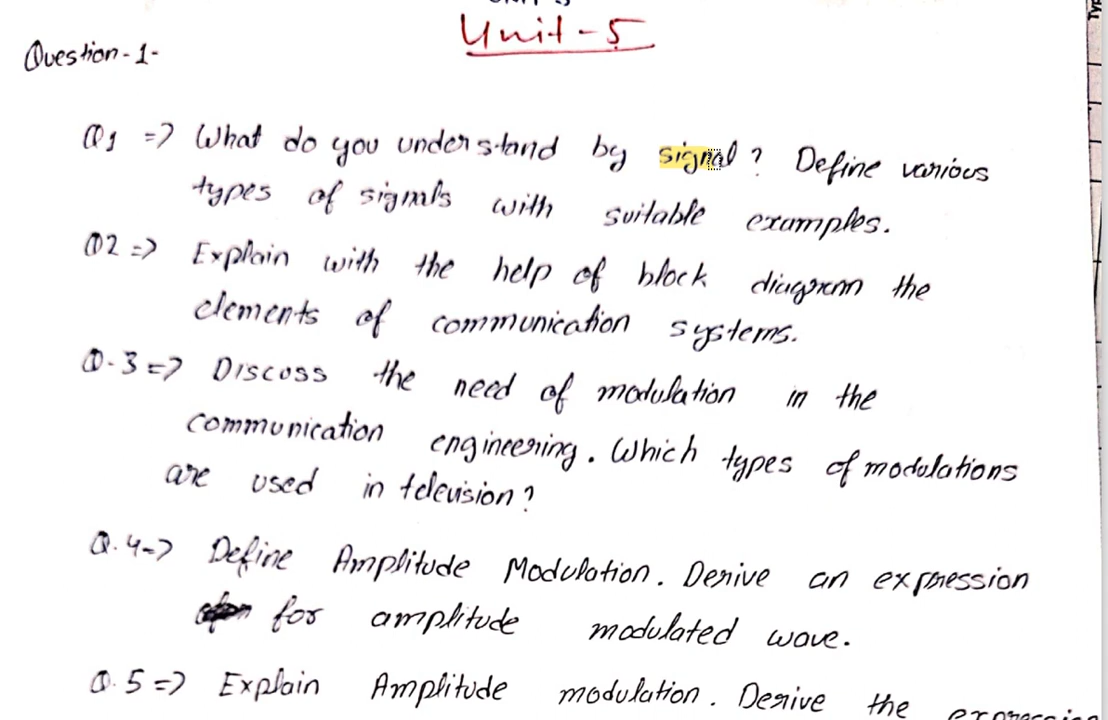 Unit-5
Question-1-
Q1 => What do you understand by signal? Define various
types of signals with suitable examples.
Q2 => Explain with the help of block diagram the
elements of communication systems.
Q.3 => Discuss the need of modulation in the
communication engineering. Which types of modulations
are used in television?
Q.4 => Define Amplitude Modulation. Derive an expression
for amplitude modulated wave.
Q.5 => Explain Amplitude modulation. Derive the